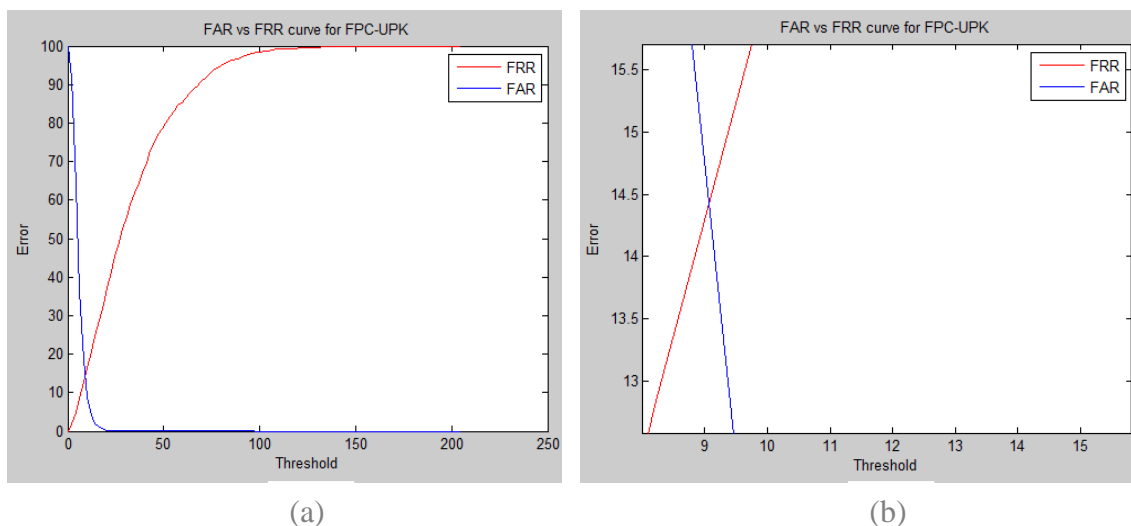 FAR vs FRR curve for FPC-UPK
100
90
80
70
60
50
40
30
20
10
0
Error
0 50 100 150 200 250
Threshold
FRR
FAR
(a)
FAR vs FRR curve for FPC-UPK
15.5
15
14.5
14
13.5
13
Error
9 10 11 12 13 14 15
Threshold
FRR
FAR
(b)